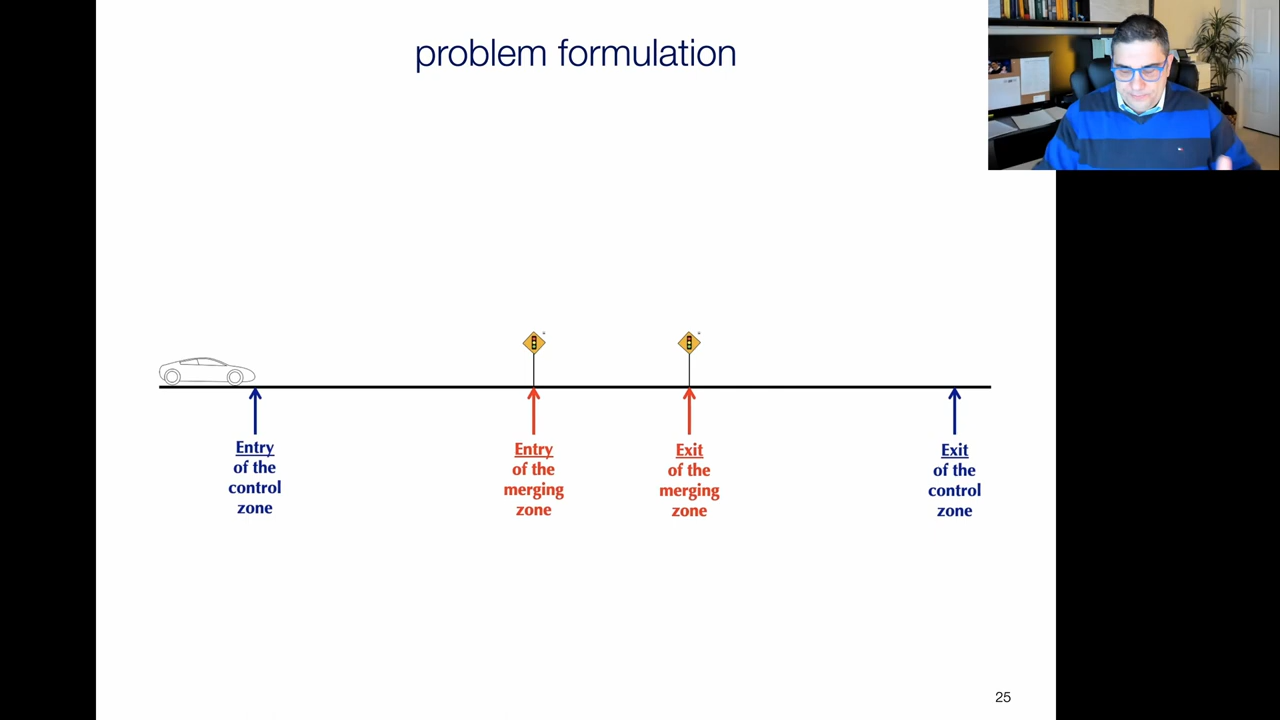 problem formulation
Entry
of the
control
zone
Entry
of the
merging
zone
Exit
of the
merging
zone
Exit
of the
control
zone
25